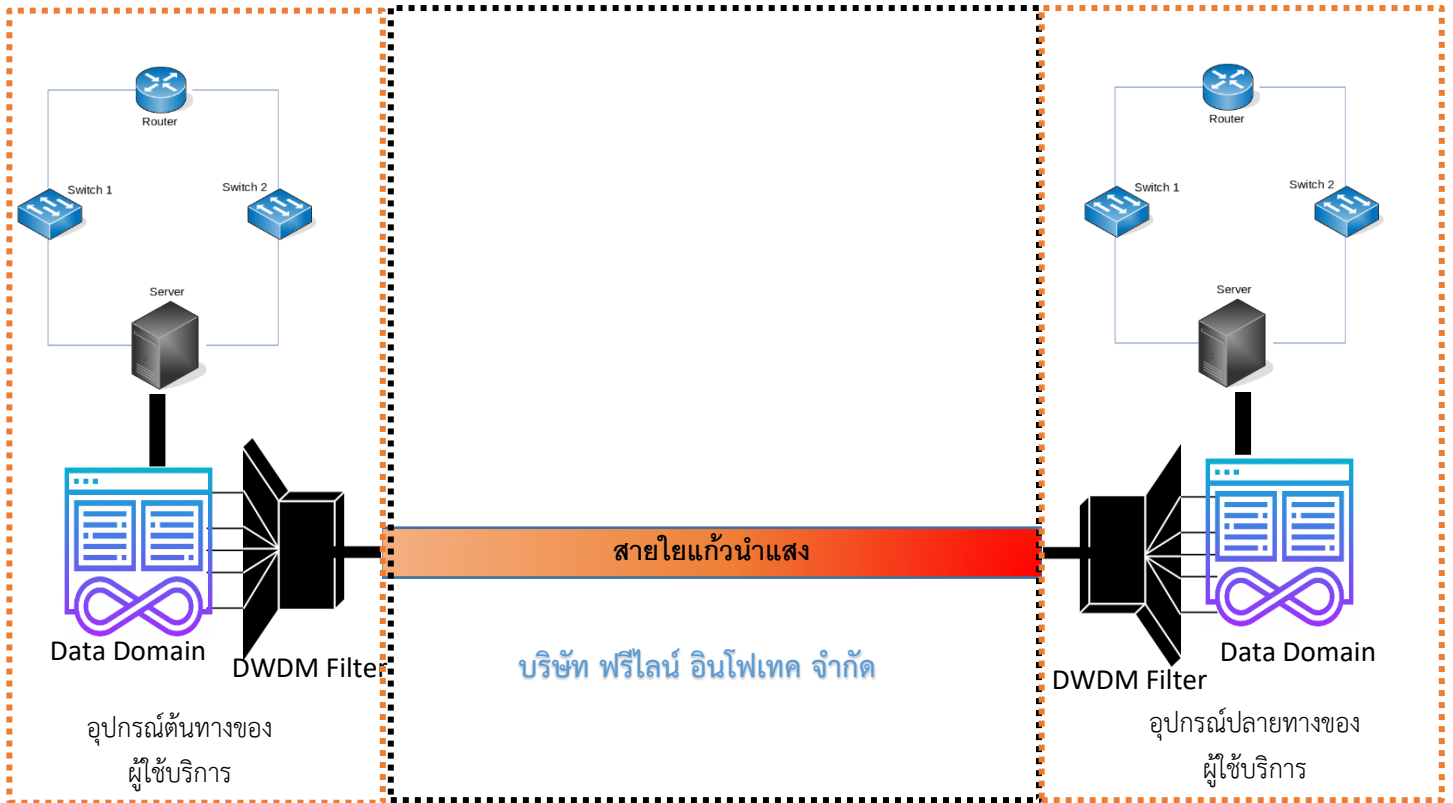 Router
Switch 1
Switch 2
Server
Data Domain
DWDM Filter
อุปกรณ์ต้นทางของ
ผู้ใช้บริการ
สายใยแก้วนำแสง
บริษัท ฟรีไลน์ อินโฟเทค จำกัด
Router
Switch 1
Switch 2
Server
Data Domain
DWDM Filter
อุปกรณ์ปลายทางของ
ผู้ใช้บริการ